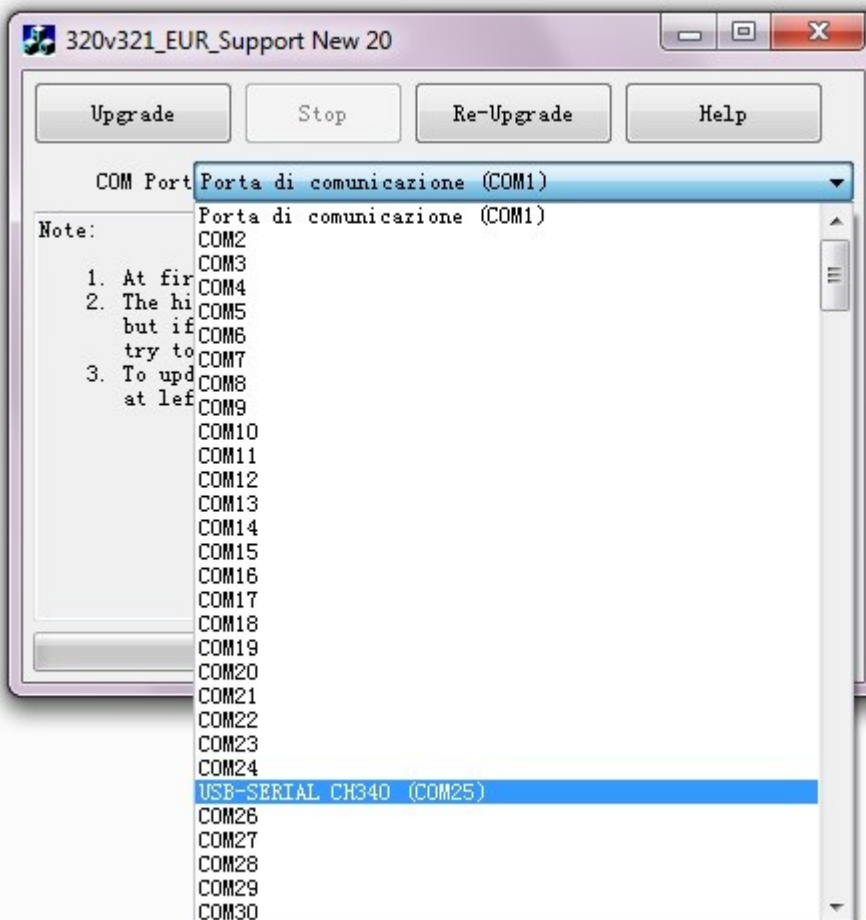 320v321_EUR_Support New 20
Upgrade Stop Re-Upgrade Help
COM Port Porta di comunicazione (COM1)
Note:
1. At fir
2. The hi
but if
try to
3. To upd
at lef
Porta di comunicazione (COM1)
COM2
COM3
COM4
COM5
COM6
COM7
COM8
COM9
COM10
COM11
COM12
COM13
COM14
COM15
COM16
COM17
COM18
COM19
COM20
COM21
COM22
COM23
COM24
USB-SERIAL CH340 (COM25)
COM26
COM27
COM28
COM29
COM30